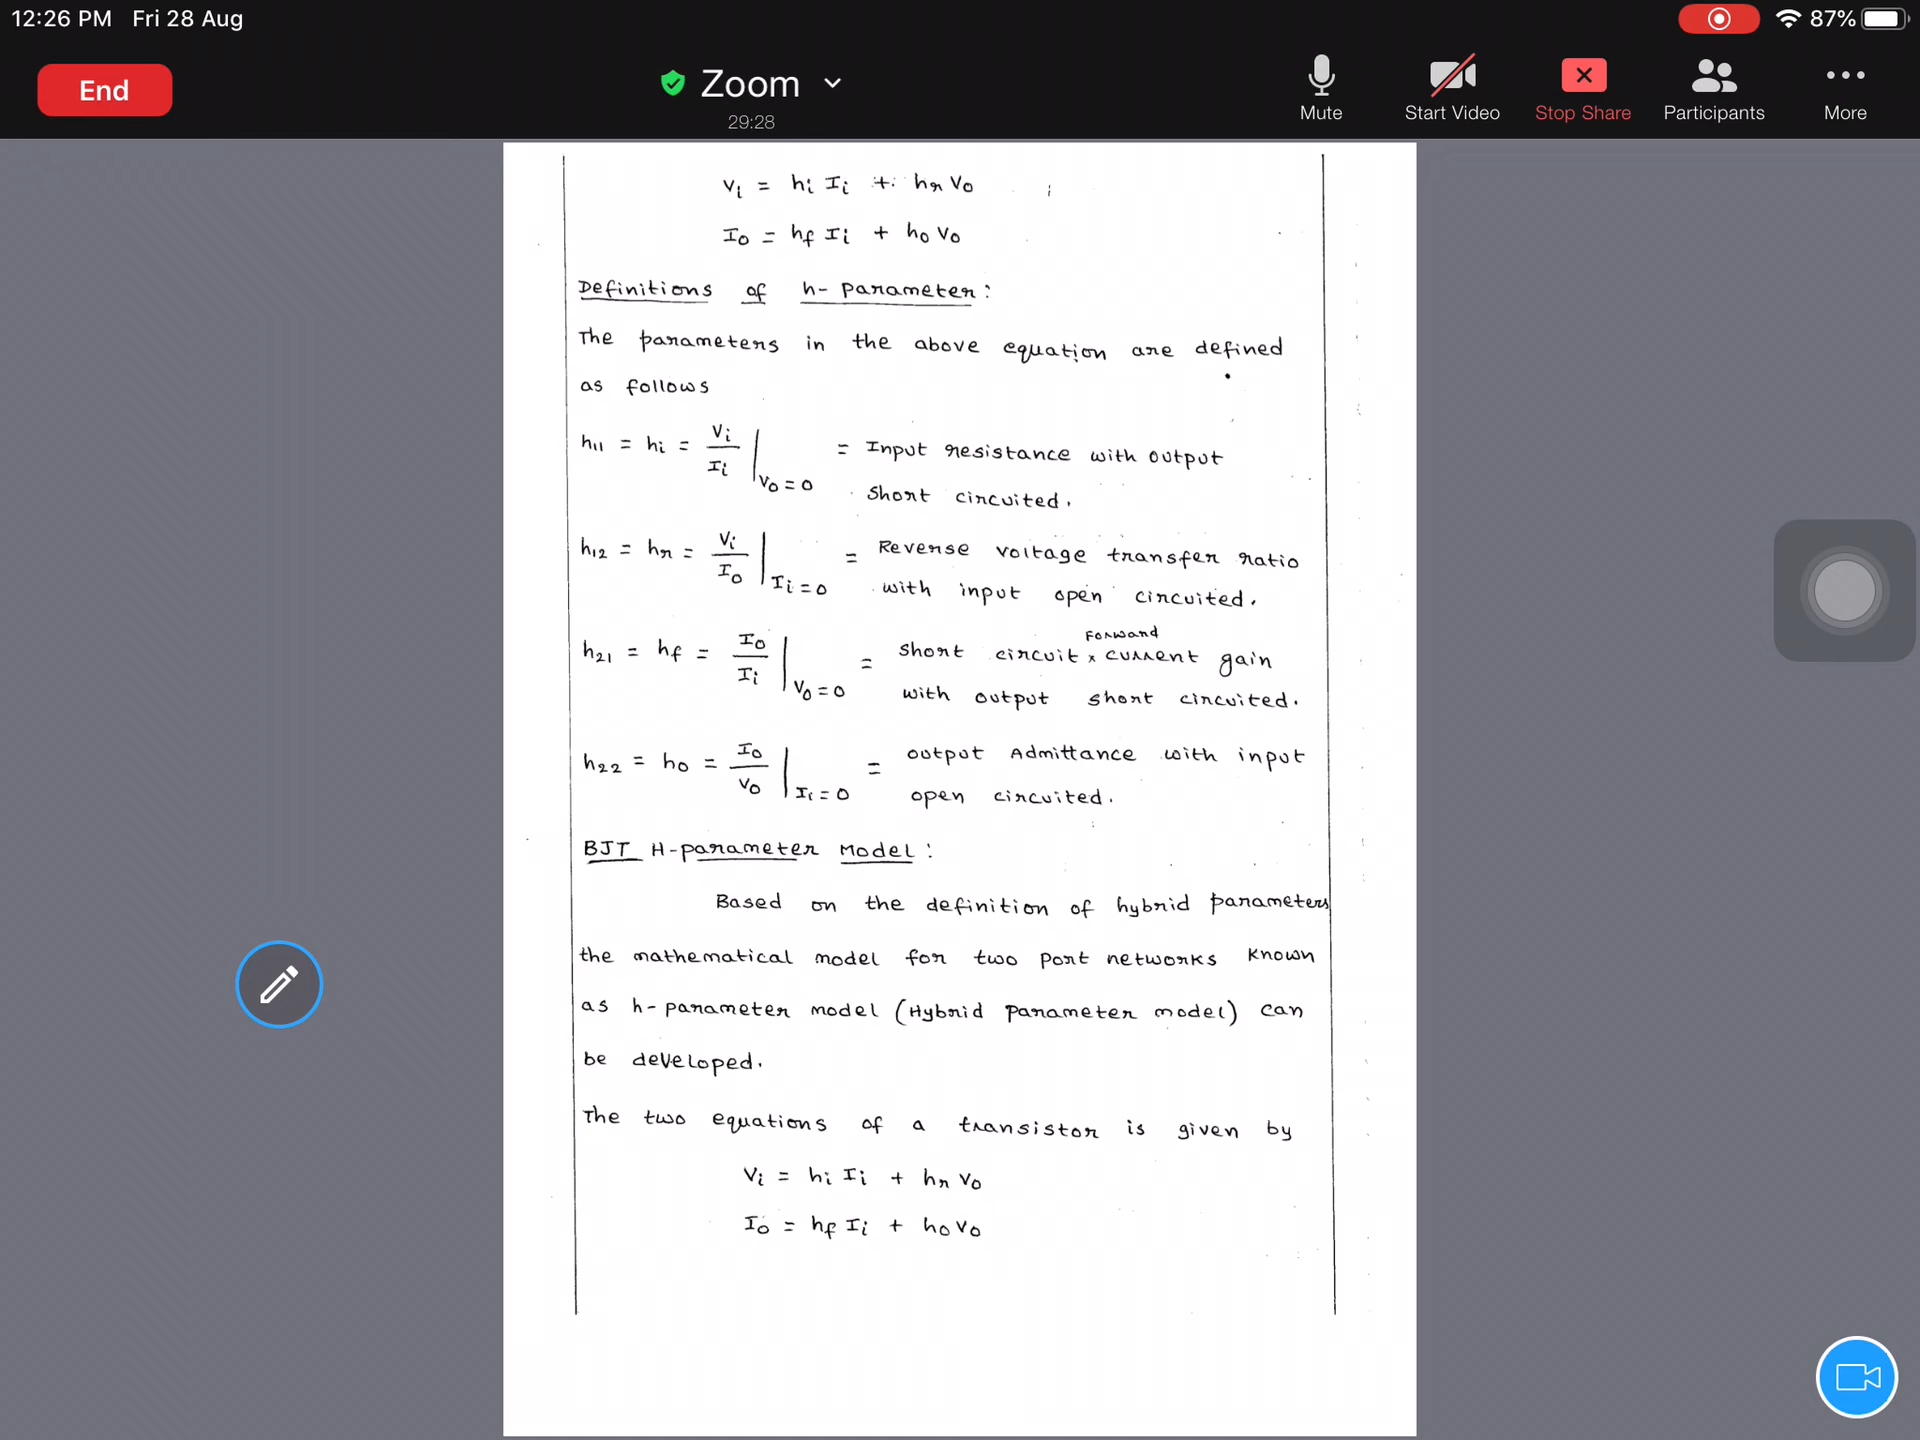 12:26 PM Fri 28 Aug
87%
End
Zoom
29:28
Mute
Start Video
Stop Share
Participants
More
Vi = hi Ii + hr Vo
Io = hf Ii + ho Vo
Definitions of h- parameter :
The parameters in the above equation are defined
as follows
h11 = hi = Vi/Ii | Vo = 0 = Input resistance with output
short circuited.
h12 = hr = Vi/Io | Ii = 0 = Reverse voltage transfer ratio
with input open circuited.
h21 = hf = Io/Ii | Vo = 0 = short circuit x Forward current gain
with output short circuited.
h22 = ho = Io/Vo | Ii = 0 = output Admittance with input
open circuited.
BJT H-parameter Model :
Based on the definition of hybrid parameters
the mathematical model for two port networks known
as h-parameter model (Hybrid parameter model) can
be developed.
The two equations of a transistor is given by
Vi = hi Ii + hr Vo
Io = hf Ii + ho Vo